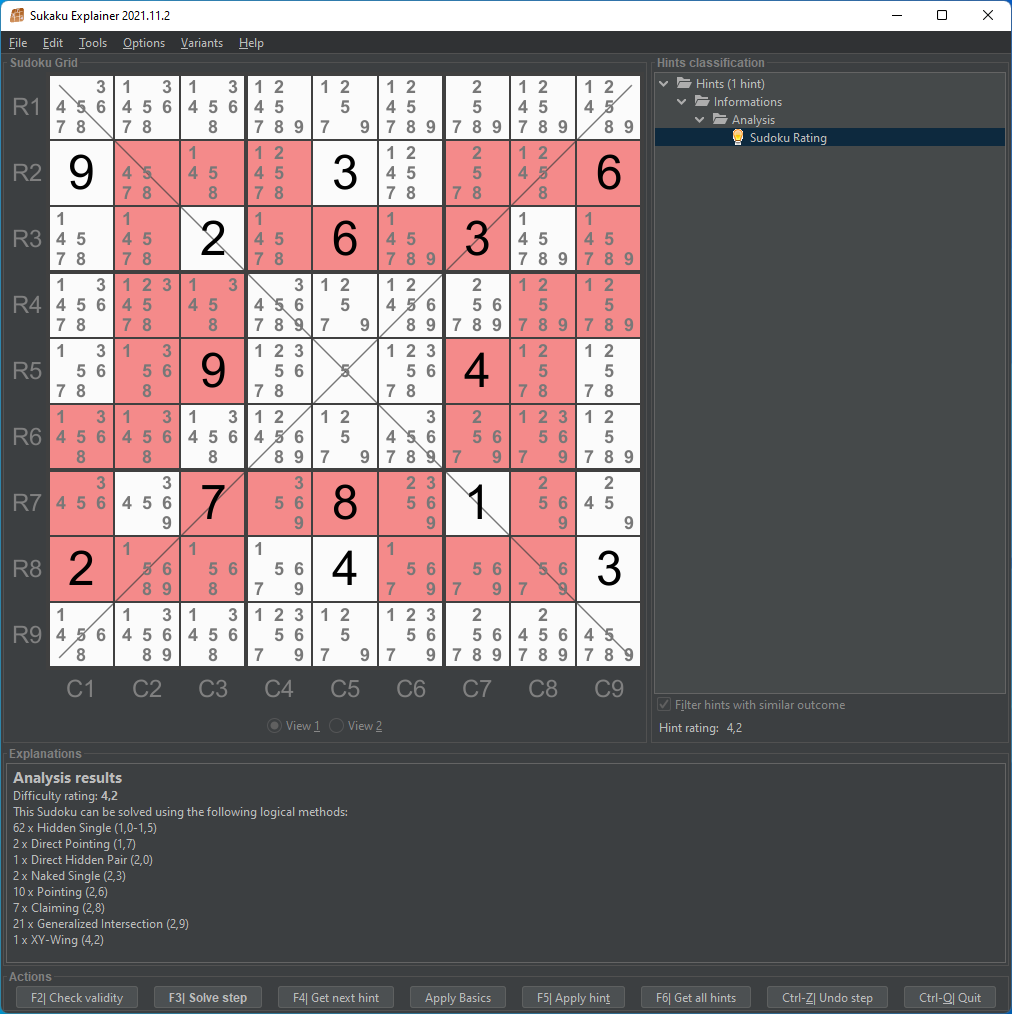 Sukaku Explainer 2021.11.2
File Edit Tools Options Variants Help
Sudoku Grid
3 1 3 1 3 1 2 1 2 1 2 2 1 2 1 2
R1 4 5 6 4 5 6 4 5 6 4 5 5 4 5 5 4 5 4 5
7 8 7 8 8 7 8 9 7 9 7 8 9 7 8 9 7 8 9 8 9
1 1 2 1 2 2 1 2
R2 9 4 5 4 5 4 5 3 4 5 5 4 5 6
7 8 8 7 8 7 8 7 8 8
1 1 1 1 1 1
R3 4 5 4 5 2 4 5 6 4 5 3 4 5 4 5
7 8 7 8 7 8 7 8 9 7 8 9 7 8 9
1 3 1 2 3 1 3 3 1 2 1 2 2 1 2 1 2
R4 4 5 6 4 5 4 5 4 5 6 5 4 5 6 5 6 5 5
7 8 7 8 8 7 8 9 7 9 8 9 7 8 9 7 8 9 7 8 9
1 3 1 3 1 2 3 1 2 3 1 2 1 2
R5 5 6 5 6 9 5 6 5 5 6 4 5 5
7 8 8 7 8 7 8 7 8 7 8
1 3 1 3 1 3 1 2 1 2 3 2 1 2 3 1 2
R6 4 5 6 4 5 6 4 5 6 4 5 6 5 4 5 6 5 6 5 6 5
8 8 8 8 9 7 9 7 8 9 7 9 7 9 7 8 9
3 3 3 2 3 2 2
R7 4 5 6 4 5 6 7 5 6 8 5 6 1 5 6 4 5
9 9 9 9 9
1 1 1 1
R8 2 5 6 5 6 5 6 4 5 6 5 6 5 6 3
8 9 8 7 9 7 9 7 9 7 9
1 1 3 1 3 1 2 3 1 2 1 2 3 2 2
R9 4 5 6 4 5 6 4 5 6 5 6 5 5 6 5 6 4 5 6 4 5
8 8 9 8 7 9 7 9 7 9 7 8 9 7 8 9 7 8 9
C1 C2 C3 C4 C5 C6 C7 C8 C9
View 1 View 2
Hints classification
Hints (1 hint)
Informations
Analysis
Sudoku Rating
Filter hints with similar outcome
Hint rating: 4,2
Explanations
Analysis results
Difficulty rating: 4,2
This Sudoku can be solved using the following logical methods:
62 x Hidden Single (1,0-1,5)
2 x Direct Pointing (1,7)
1 x Direct Hidden Pair (2,0)
2 x Naked Single (2,3)
10 x Pointing (2,6)
7 x Claiming (2,8)
21 x Generalized Intersection (2,9)
1 x XY-Wing (4,2)
Actions
F2| Check validity F3| Solve step F4| Get next hint Apply Basics F5| Apply hint F6| Get all hints Ctrl-Z| Undo step Ctrl-Q| Quit